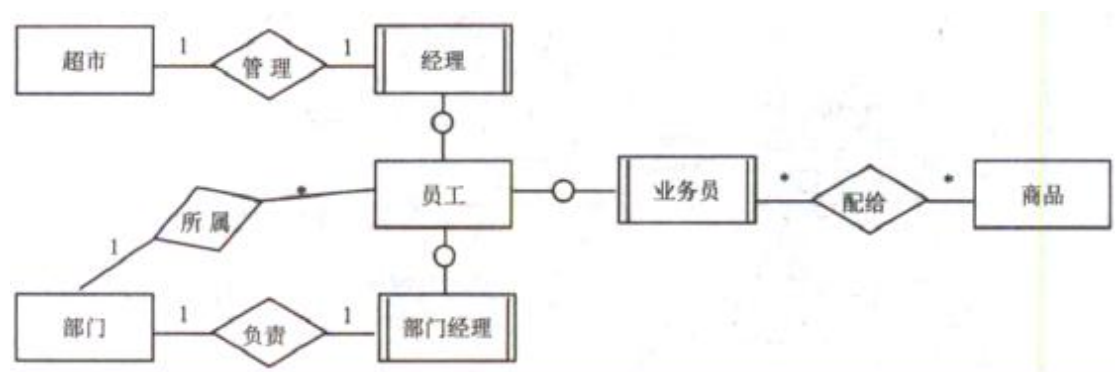 超市 1 管理 1 经理
员工 业务员 * 配给 * 商品
所属 *
1
部门 1 负责 1 部门经理